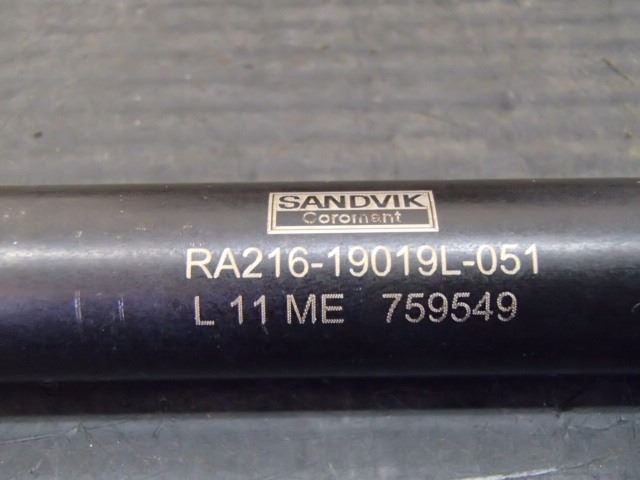 SANDVIK
Coromant
RA216-19019L-051
L 11 ME 759549